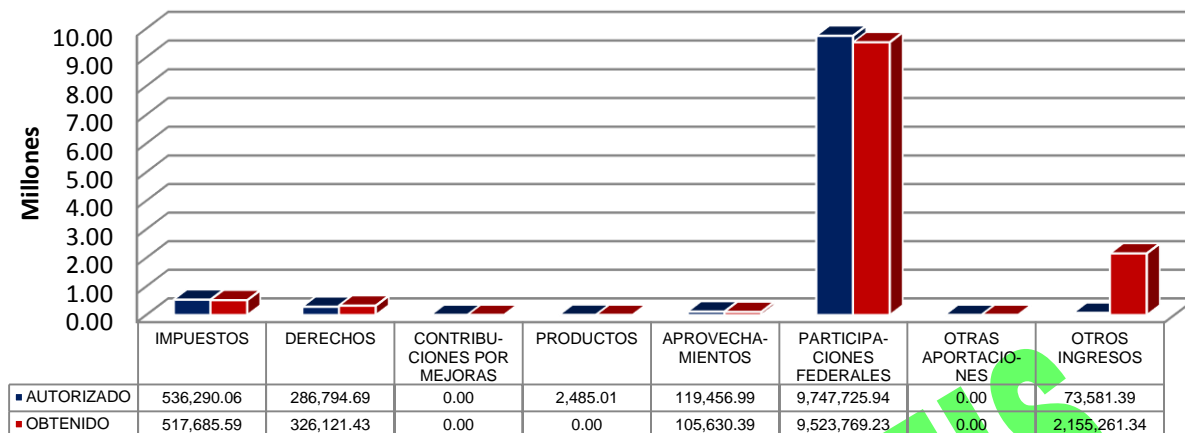 Millones
10.00
9.00
8.00
7.00
6.00
5.00
4.00
3.00
2.00
1.00
0.00
IMPUESTOS
DERECHOS
CONTRIBU-
CIONES POR
MEJORAS
PRODUCTOS
APROVECHA-
MIENTOS
PARTICIPA-
CIONES
FEDERALES
OTRAS
APORTACIO-
NES
OTROS
INGRESOS
AUTORIZADO 536,290.06 286,794.69 0.00 2,485.01 119,456.99 9,747,725.94 0.00 73,581.39
OBTENIDO 517,685.59 326,121.43 0.00 0.00 105,630.39 9,523,769.23 0.00 2,155,261.34